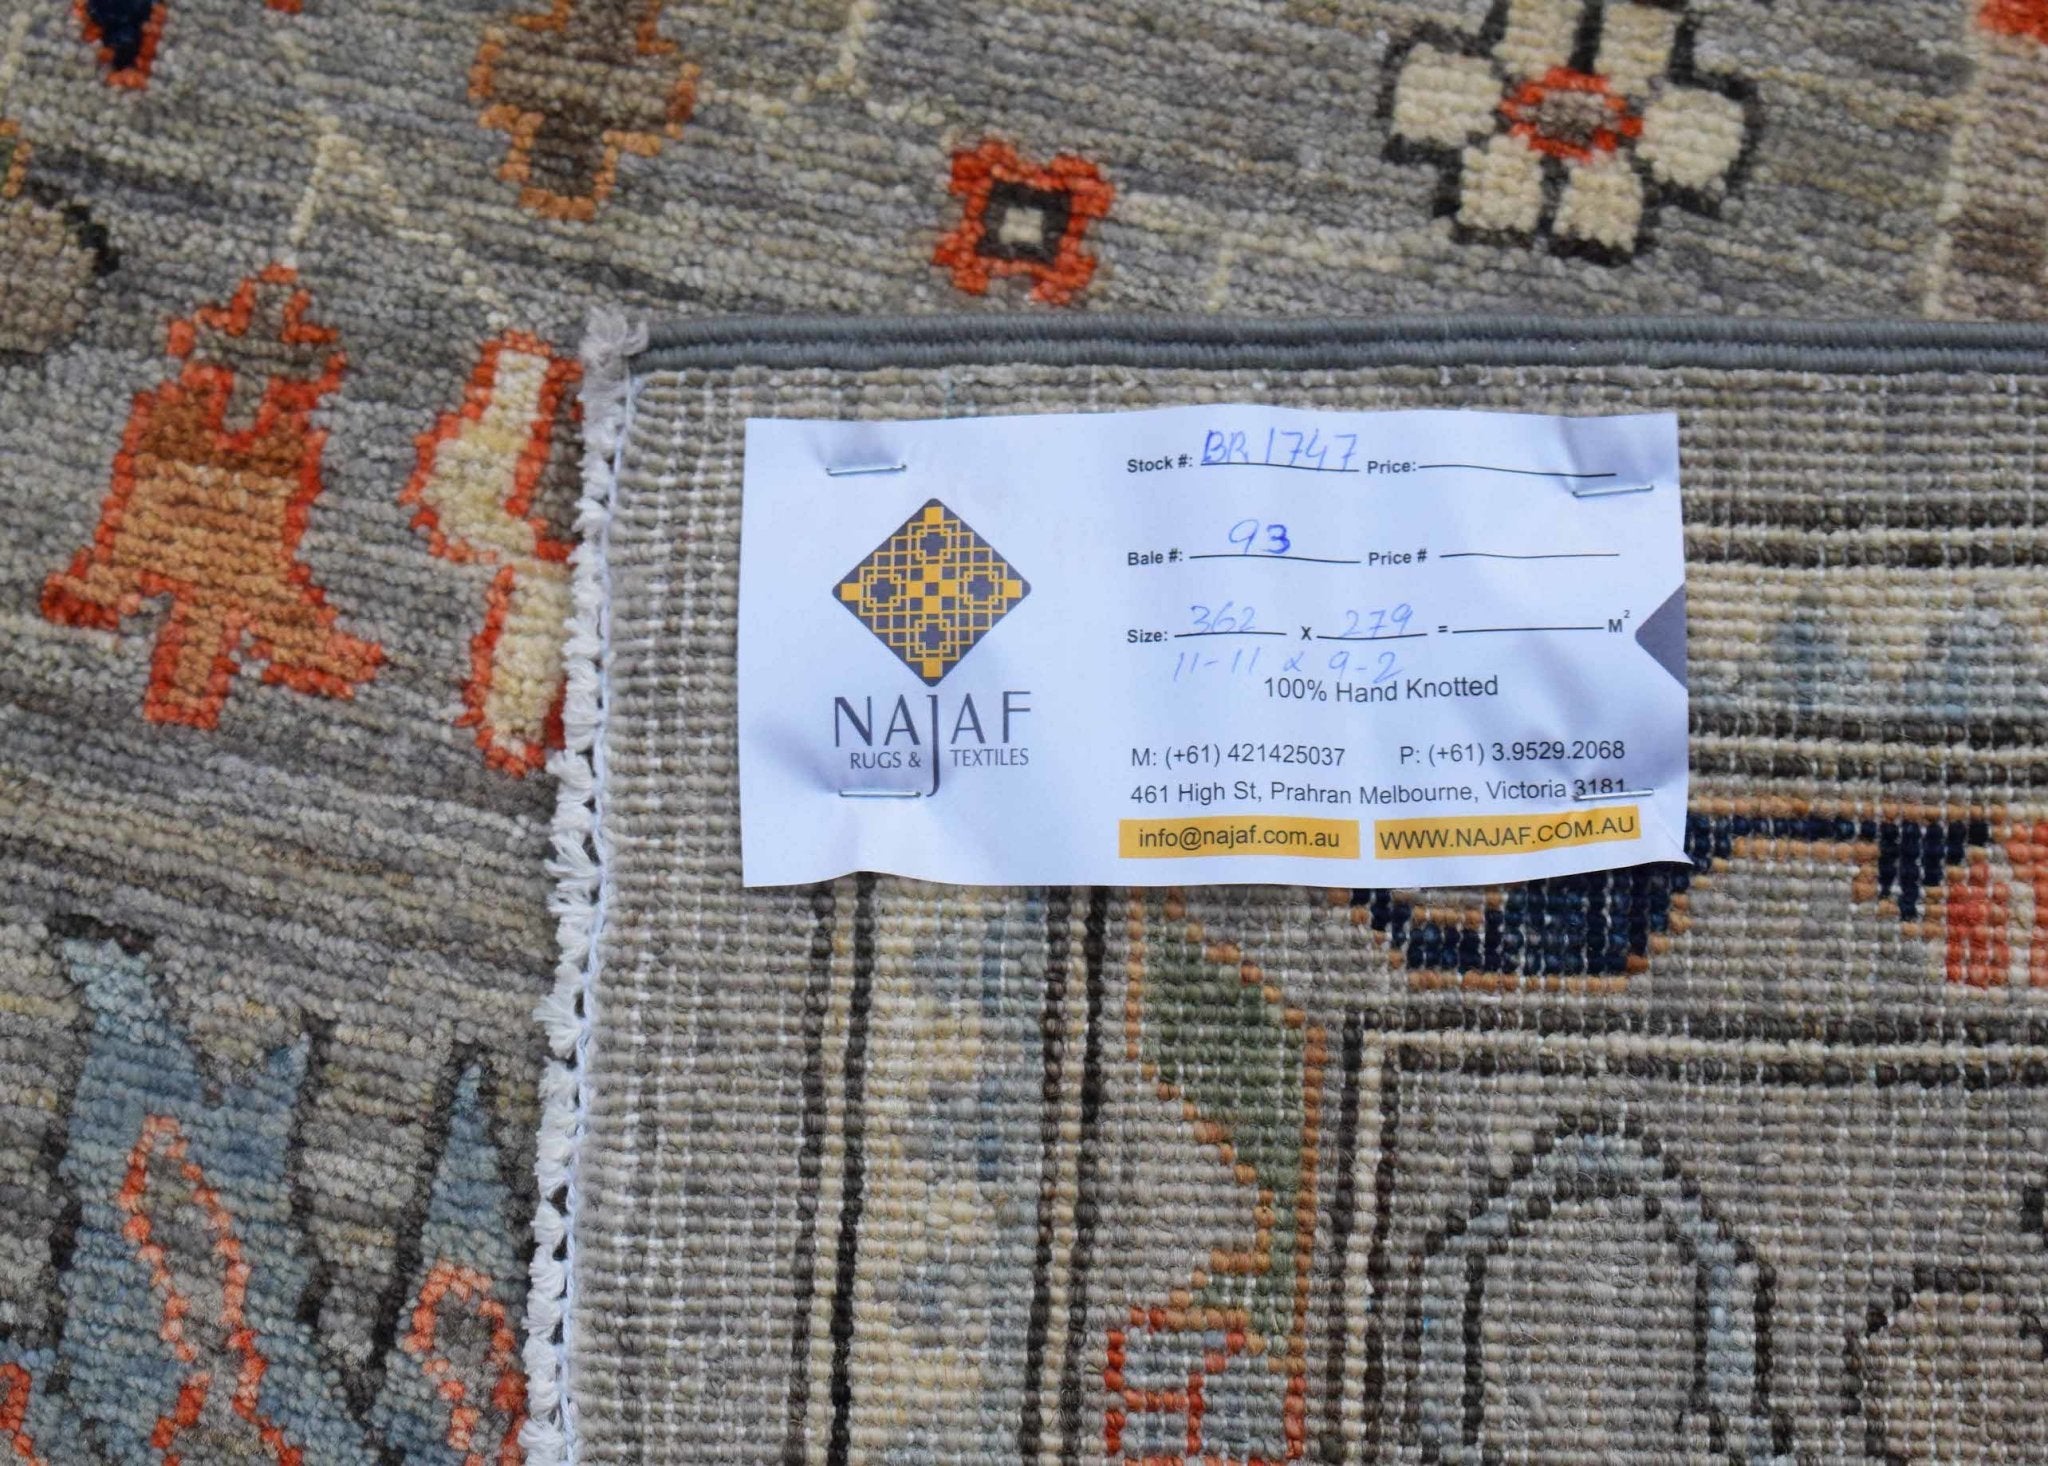 Stock #: BR 1747 Price:
Bale #: 93 Price #
Size: 362 x 279 = M²
11-11 x 9-2
100% Hand Knotted
NAJAF
RUGS & TEXTILES
M: (+61) 421425037 P: (+61) 3.9529.2068
461 High St, Prahran Melbourne, Victoria 3181
info@najaf.com.au WWW.NAJAF.COM.AU